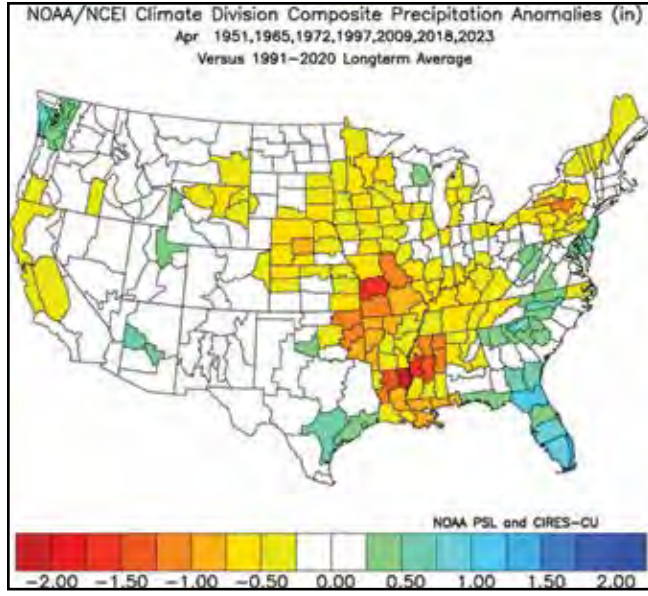 NOAA/NCEI Climate Division Composite Precipitation Anomalies (in)
Apr 1951,1965,1972,1997,2009,2018,2023
Versus 1991-2020 Longterm Average
NOAA PSL and CIRES-CU
-2.00 -1.50 -1.00 -0.50 0.00 0.50 1.00 1.50 2.00